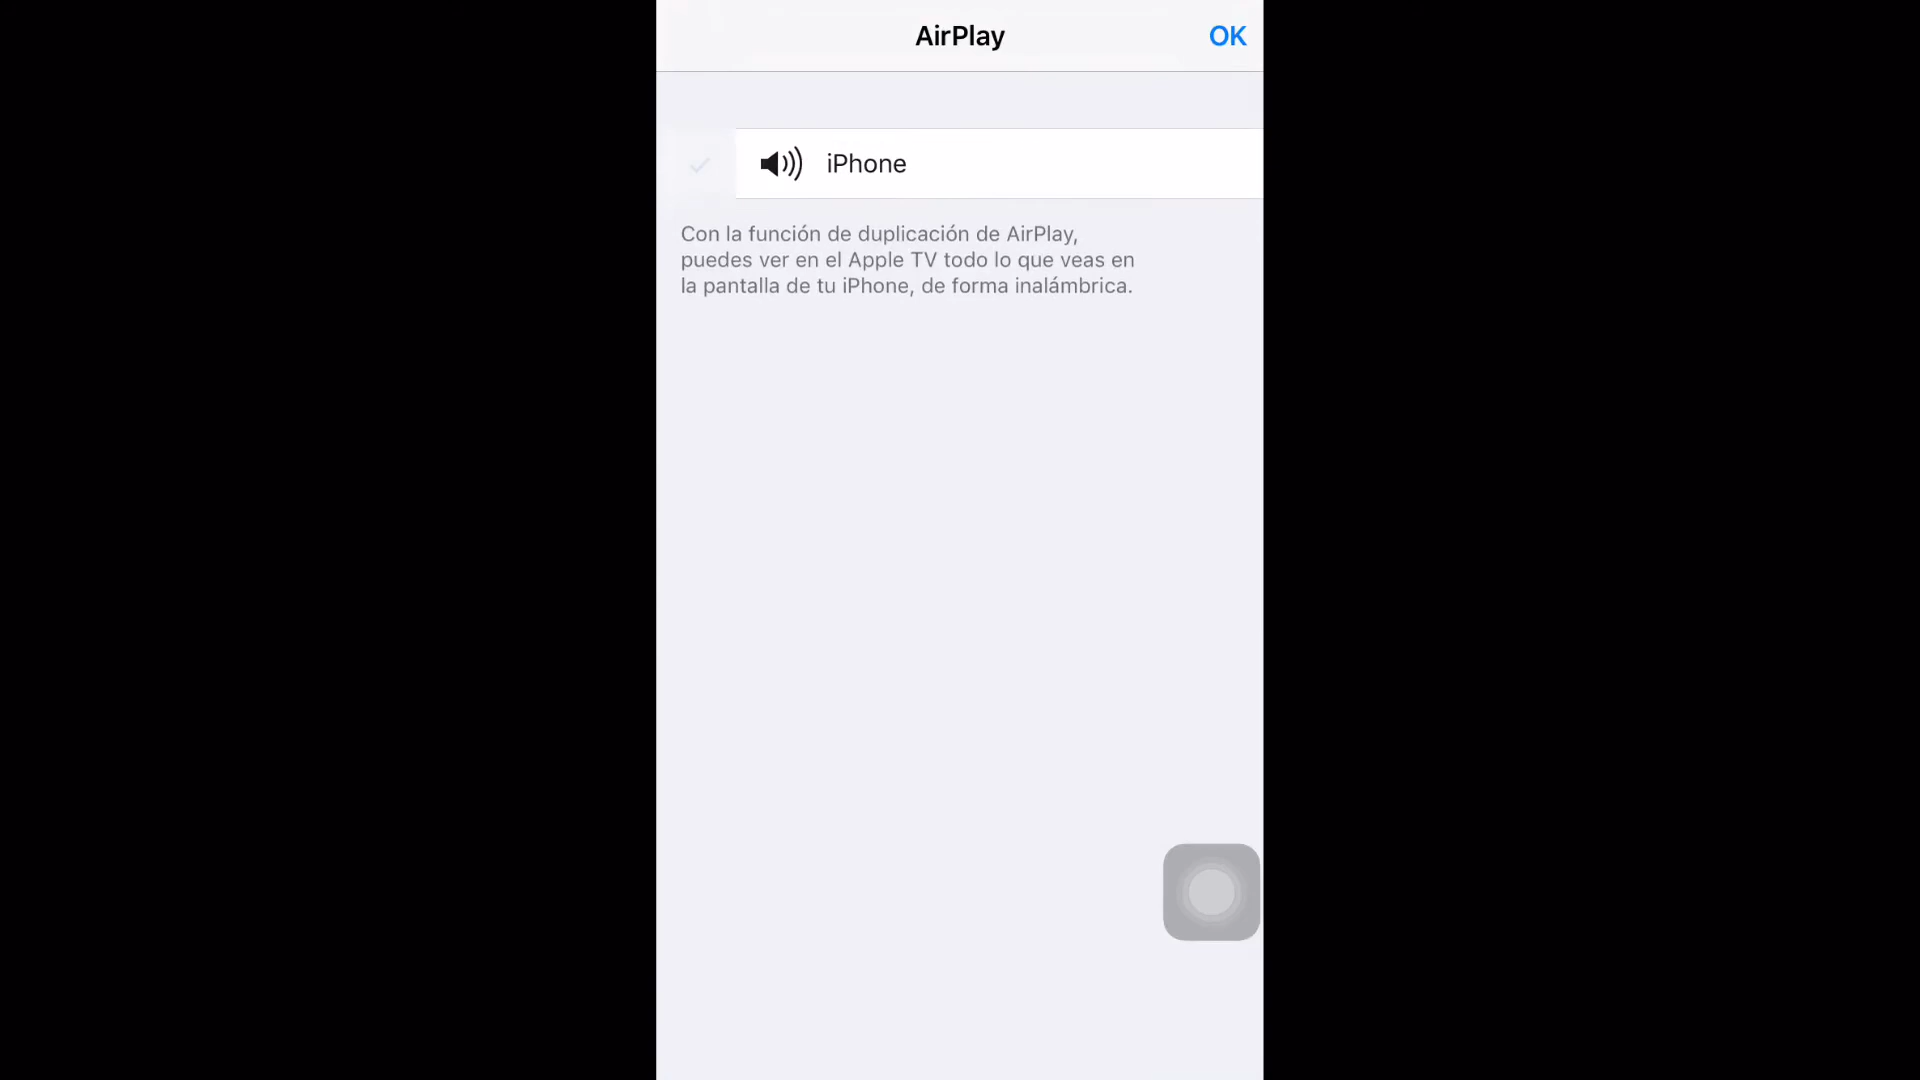 AirPlay
OK
iPhone
Con la función de duplicación de AirPlay,
puedes ver en el Apple TV todo lo que veas en
la pantalla de tu iPhone, de forma inalámbrica.